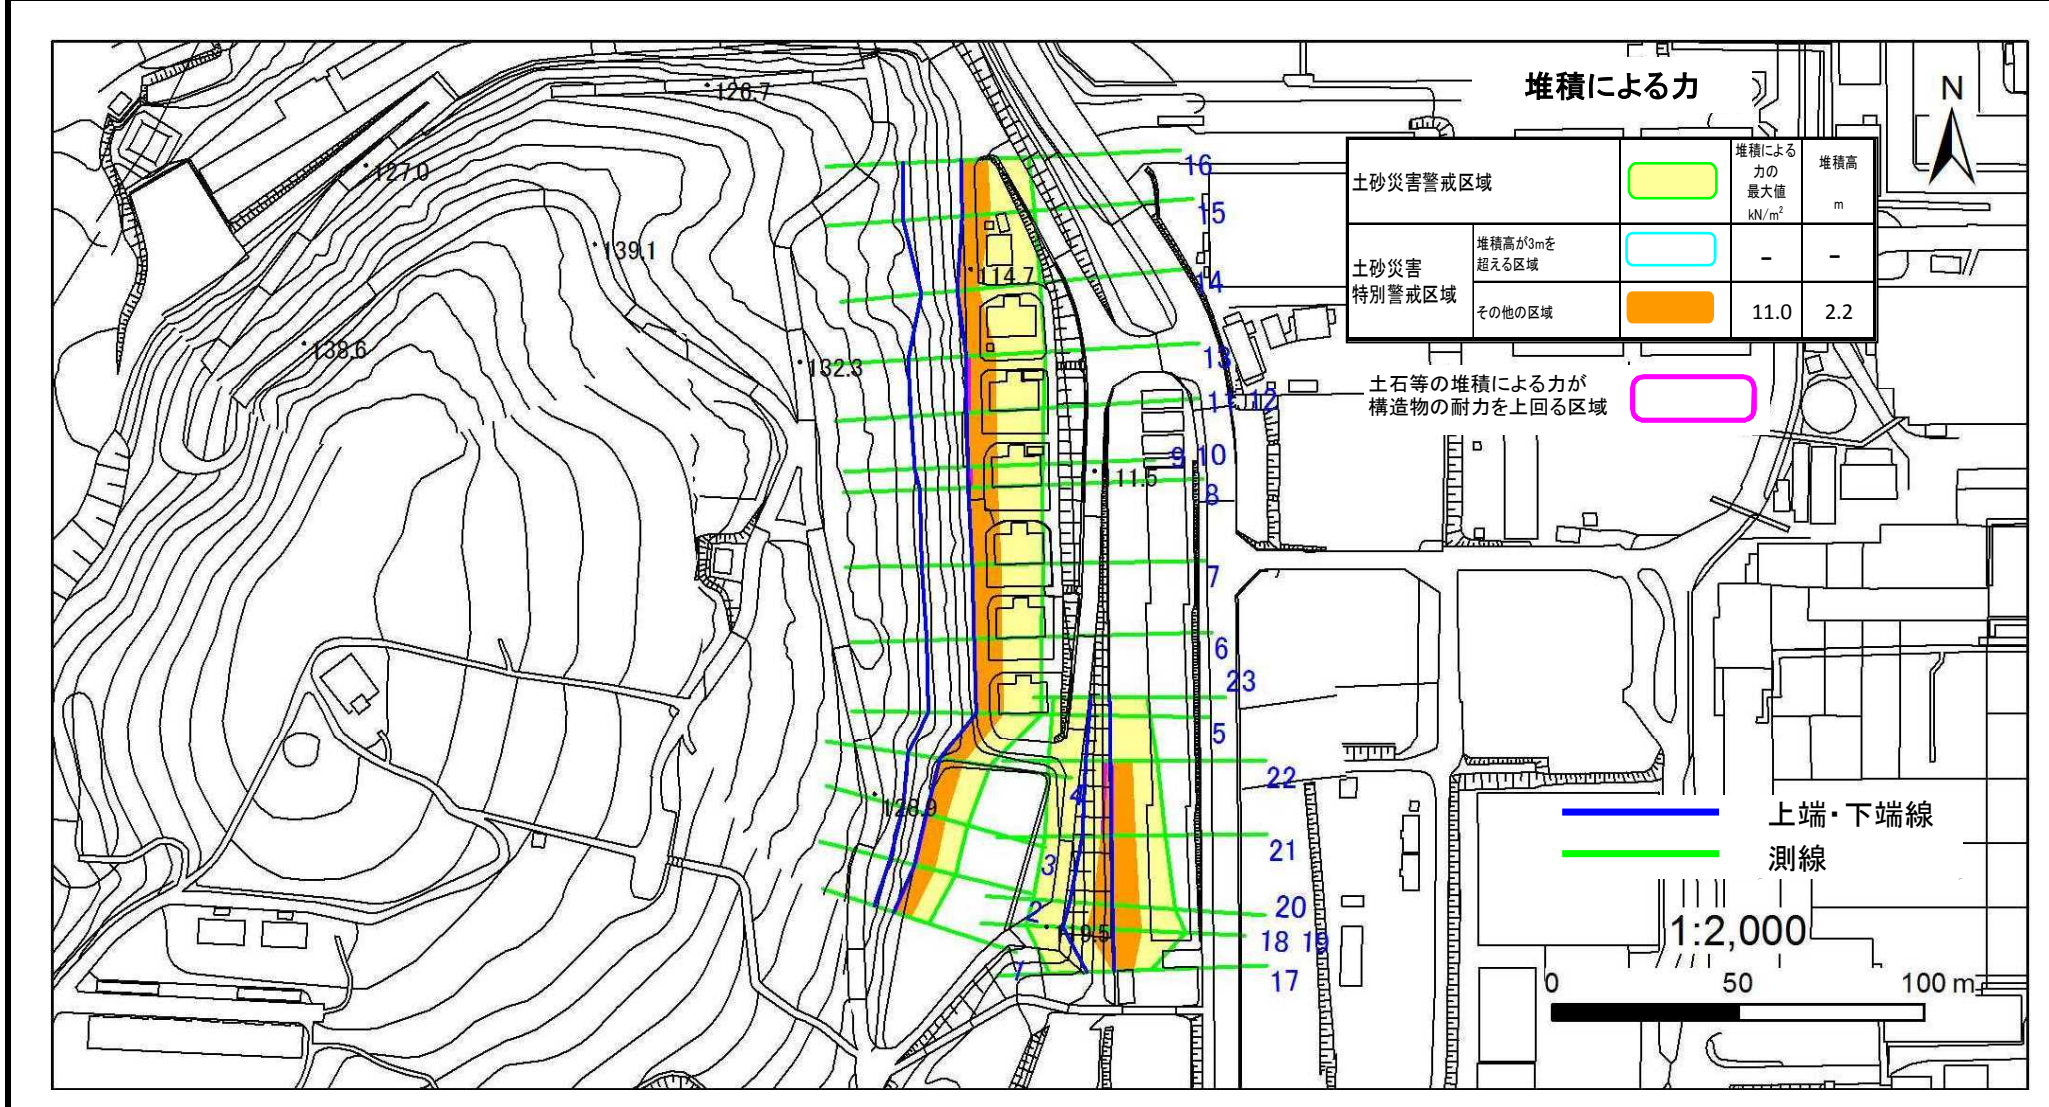 堆積による力
N
土砂災害警戒区域
堆積による
力の
最大値
kN/m²
堆積高
m
土砂災害
特別警戒区域
堆積高が3mを
超える区域
-
-
その他の区域
11.0
2.2
土石等の堆積による力が
構造物の耐力を上回る区域
126.7
127.0
139.1
138.6
132.3
114.7
111.5
128.9
16
15
14
13
11 12
9 10
8
7
6
23
5
22
4
21
3
20
2
18 19
1
17
上端・下端線
測線
1:2,000
0
50
100 m